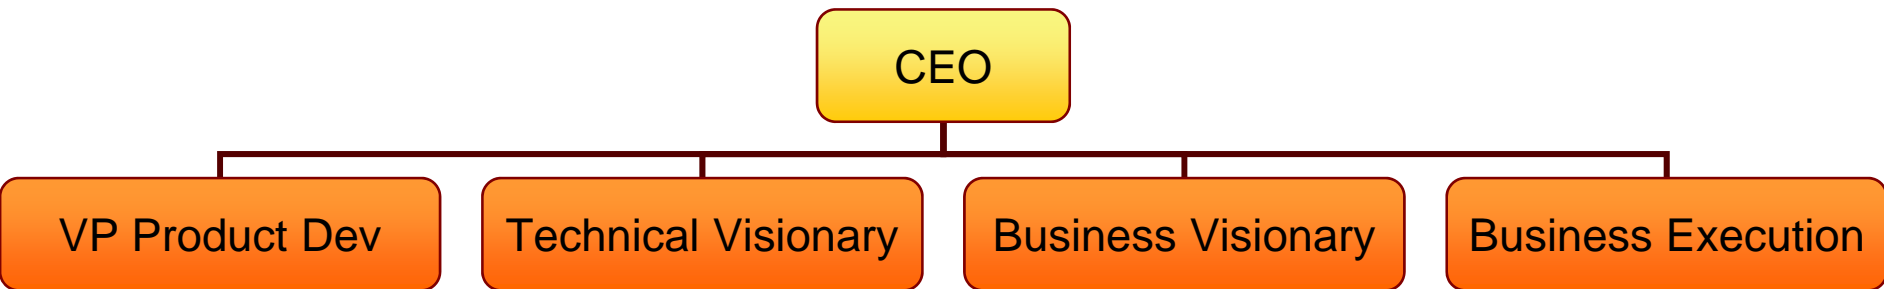 CEO
VP Product Dev
Technical Visionary
Business Visionary
Business Execution